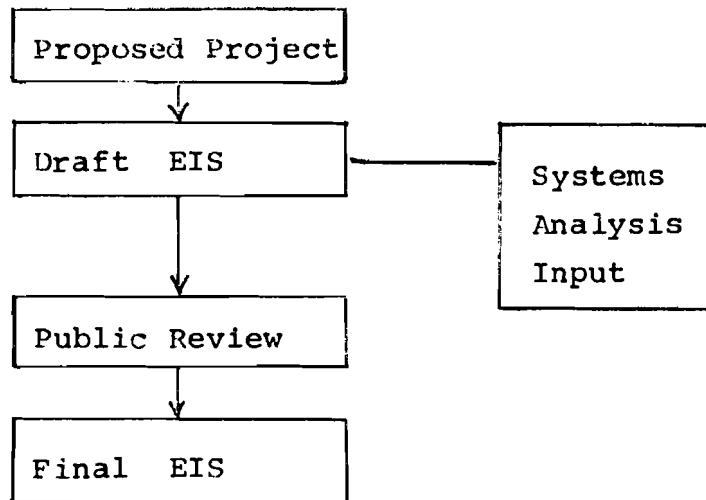 Proposed Project
Draft EIS
Systems
Analysis
Input
Public Review
Final EIS